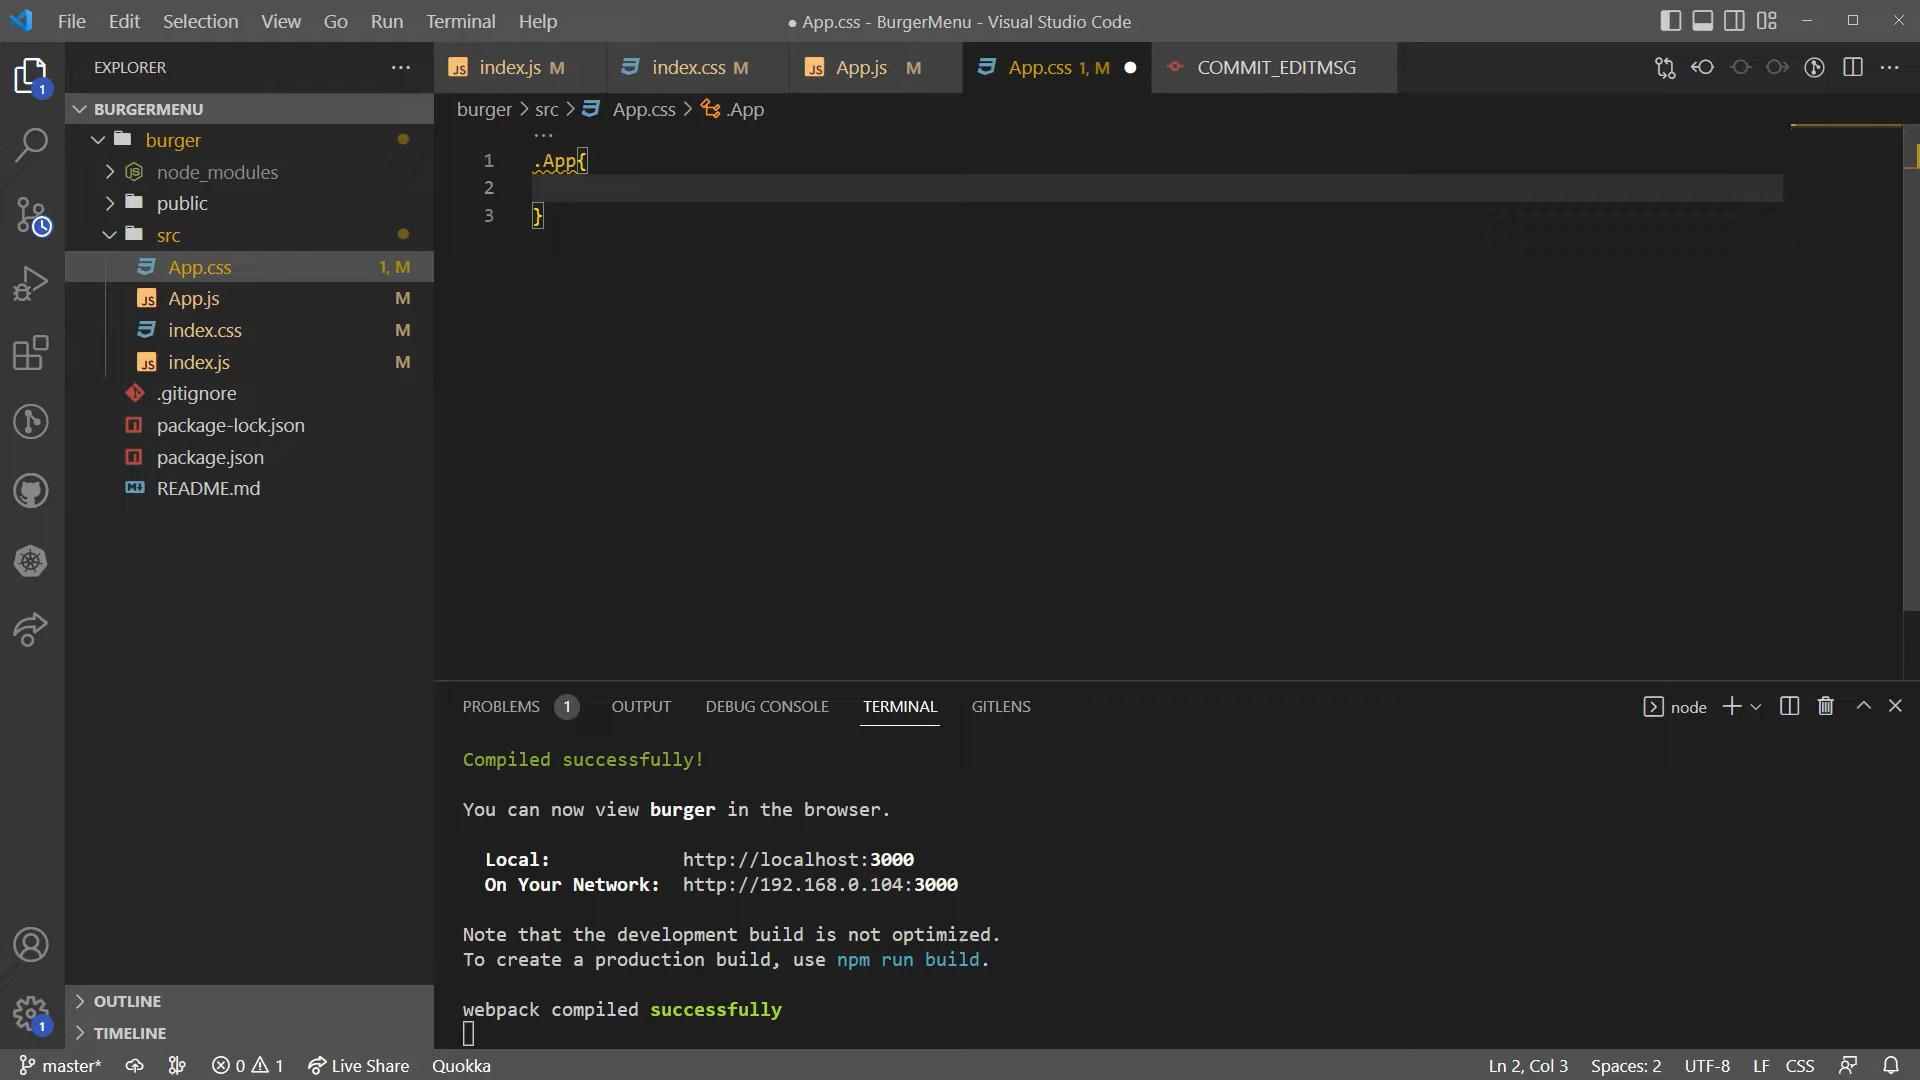 File Edit Selection View Go Run Terminal Help
● App.css - BurgerMenu - Visual Studio Code
EXPLORER
index.js M
index.css M
App.js M
App.css 1, M
COMMIT_EDITMSG
BURGERMENU
burger
node_modules
public
src
App.css 1, M
App.js M
index.css M
index.js M
.gitignore
package-lock.json
package.json
README.md
OUTLINE
TIMELINE
1
1
burger > src > App.css > .App
...
1 .App{
2
3 }
PROBLEMS 1 OUTPUT DEBUG CONSOLE TERMINAL GITLENS
node
Compiled successfully!
You can now view burger in the browser.
Local: http://localhost:3000
On Your Network: http://192.168.0.104:3000
Note that the development build is not optimized.
To create a production build, use npm run build.
webpack compiled successfully
master* 0 1 Live Share Quokka
Ln 2, Col 3 Spaces: 2 UTF-8 LF CSS